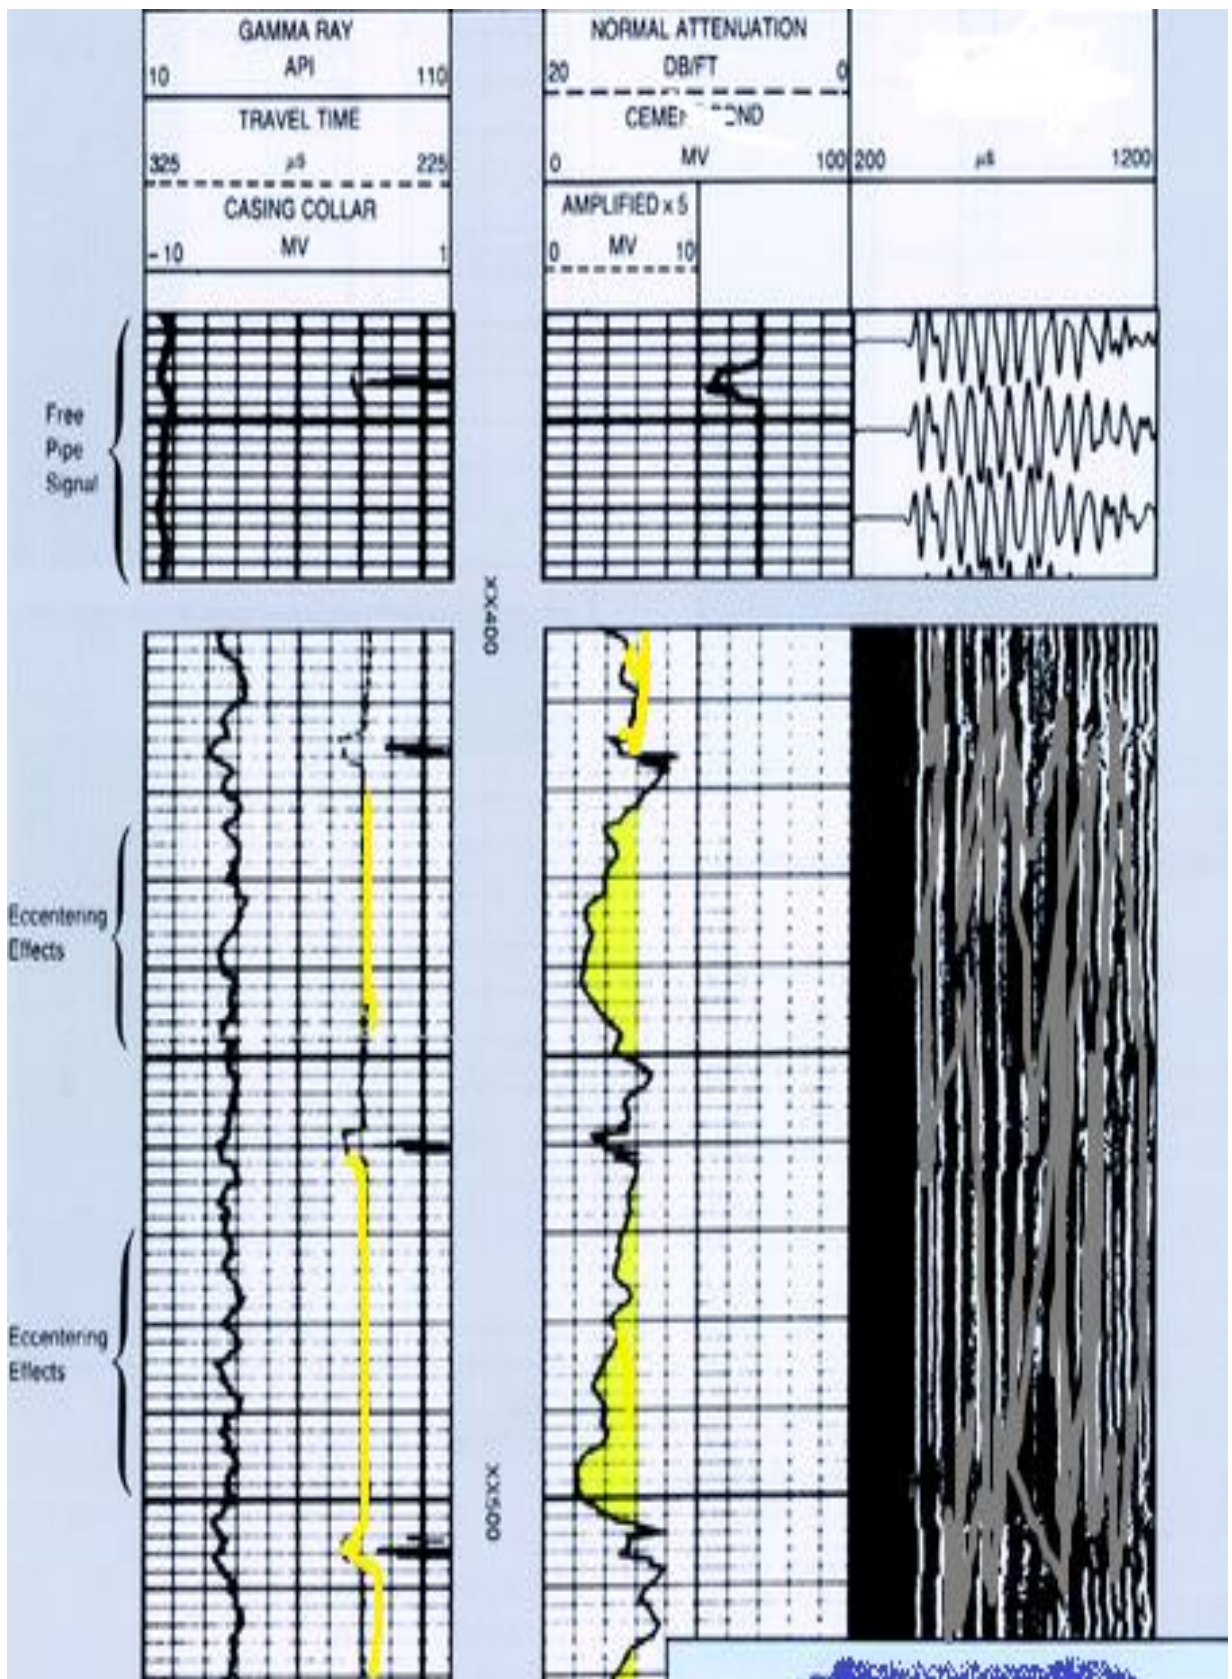 GAMMA RAY
API
10 110
TRAVEL TIME
325 µs 225
CASING COLLAR
-10 MV 1
NORMAL ATTENUATION
20 DB/FT 0
0 MV 100
AMPLIFIED x 5
0 MV 10
200 µs 1200
Free
Pipe
Signal
XX400
Eccentering
Effects
Eccentering
Effects
XX500